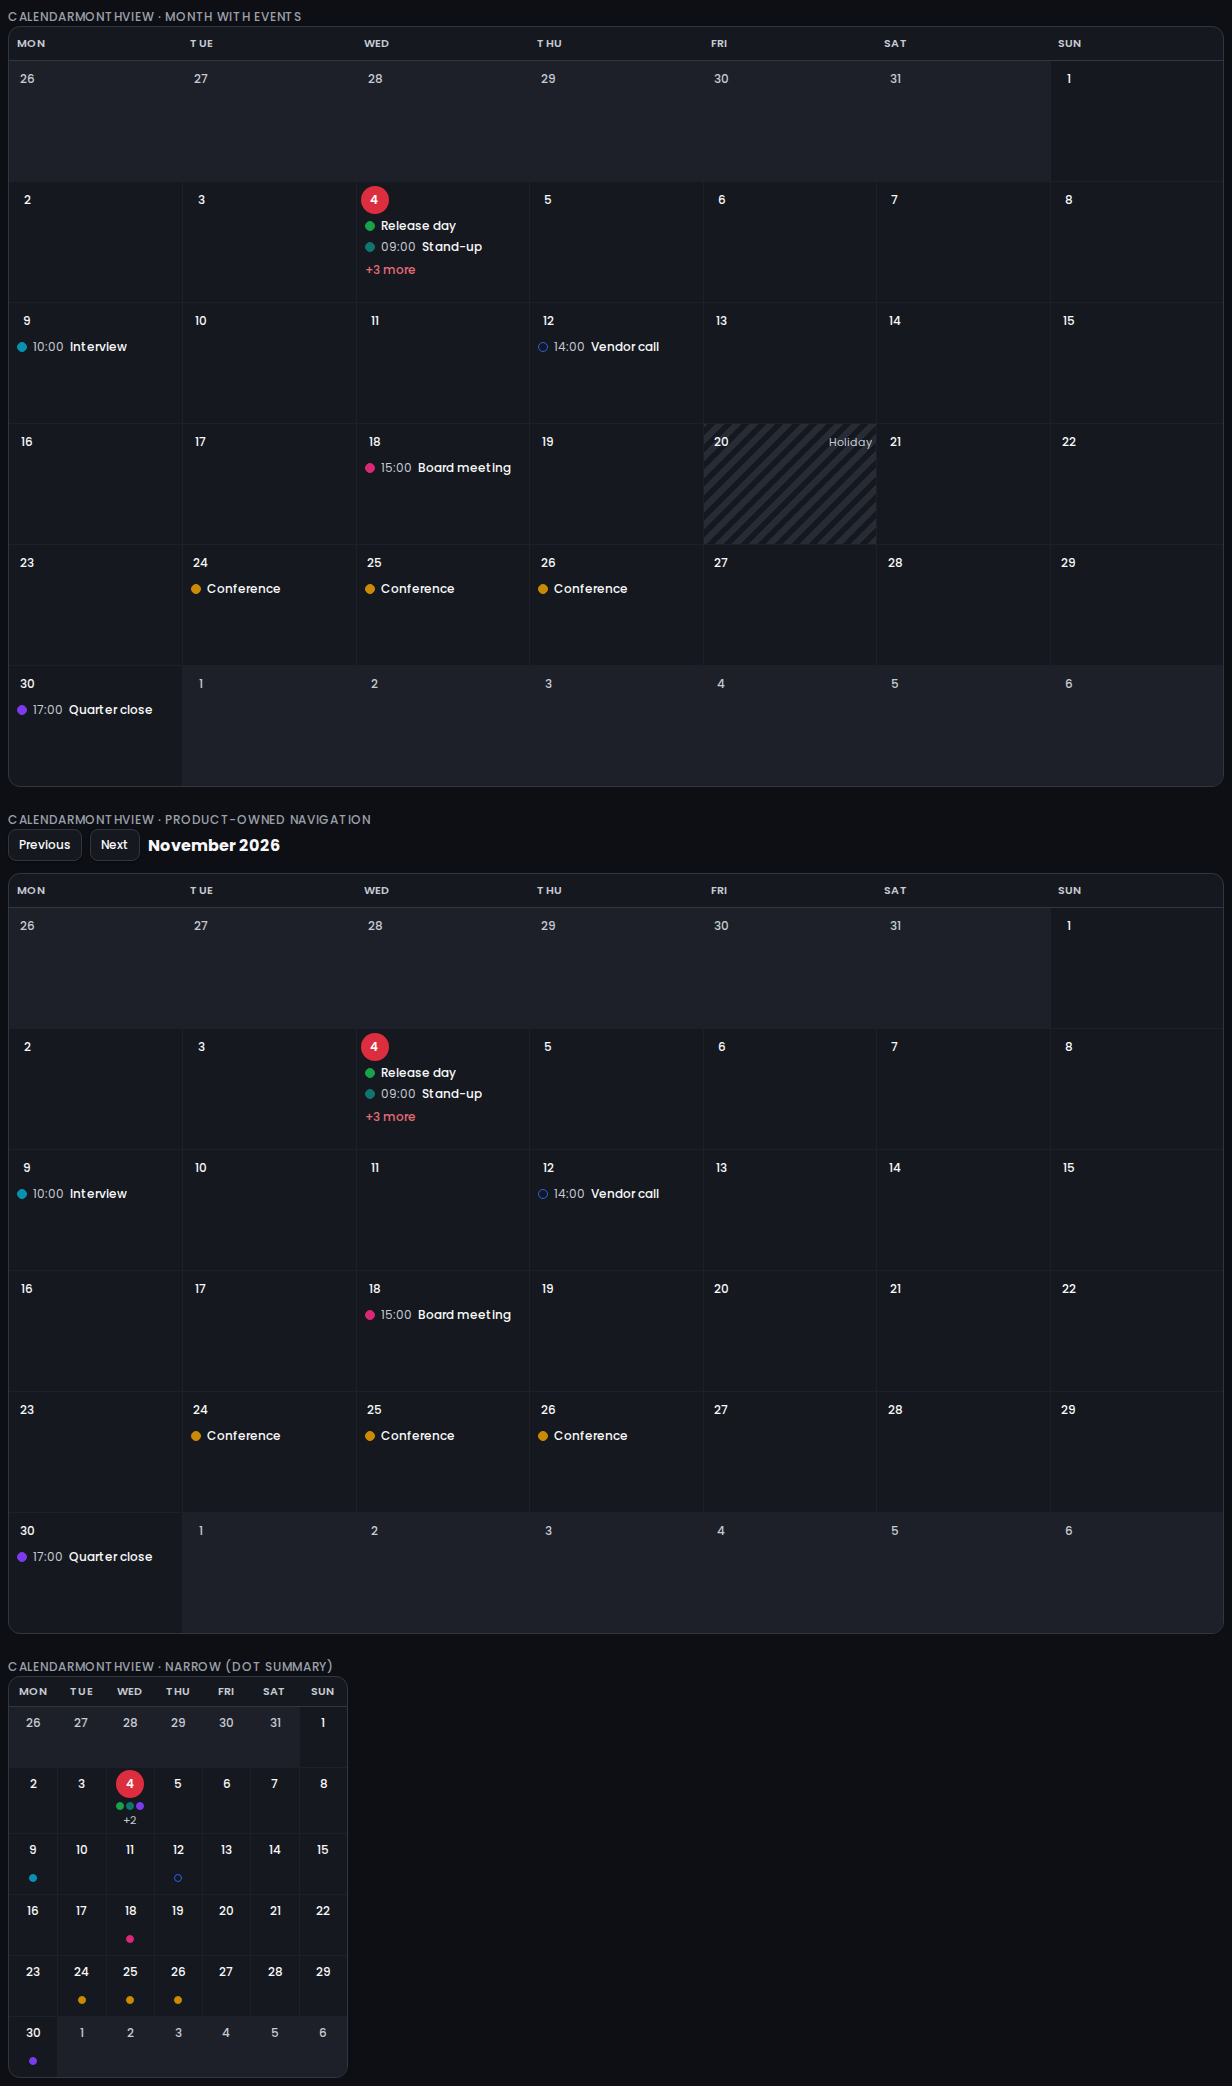 CALENDARMONTHVIEW · MONTH WITH EVENTS
MON TUE WED THU FRI SAT SUN
26 27 28 29 30 31 1
2 3 4 5 6 7 8
Release day
09:00 Stand-up
+3 more
9 10 11 12 13 14 15
10:00 Interview 14:00 Vendor call
16 17 18 19 20 Holiday 21 22
15:00 Board meeting
23 24 25 26 27 28 29
Conference Conference Conference
30 1 2 3 4 5 6
17:00 Quarter close
CALENDARMONTHVIEW · PRODUCT-OWNED NAVIGATION
Previous Next November 2026
MON TUE WED THU FRI SAT SUN
26 27 28 29 30 31 1
2 3 4 5 6 7 8
Release day
09:00 Stand-up
+3 more
9 10 11 12 13 14 15
10:00 Interview 14:00 Vendor call
16 17 18 19 20 21 22
15:00 Board meeting
23 24 25 26 27 28 29
Conference Conference Conference
30 1 2 3 4 5 6
17:00 Quarter close
CALENDARMONTHVIEW · NARROW (DOT SUMMARY)
MON TUE WED THU FRI SAT SUN
26 27 28 29 30 31 1
2 3 4 5 6 7 8
+2
9 10 11 12 13 14 15
16 17 18 19 20 21 22
23 24 25 26 27 28 29
30 1 2 3 4 5 6